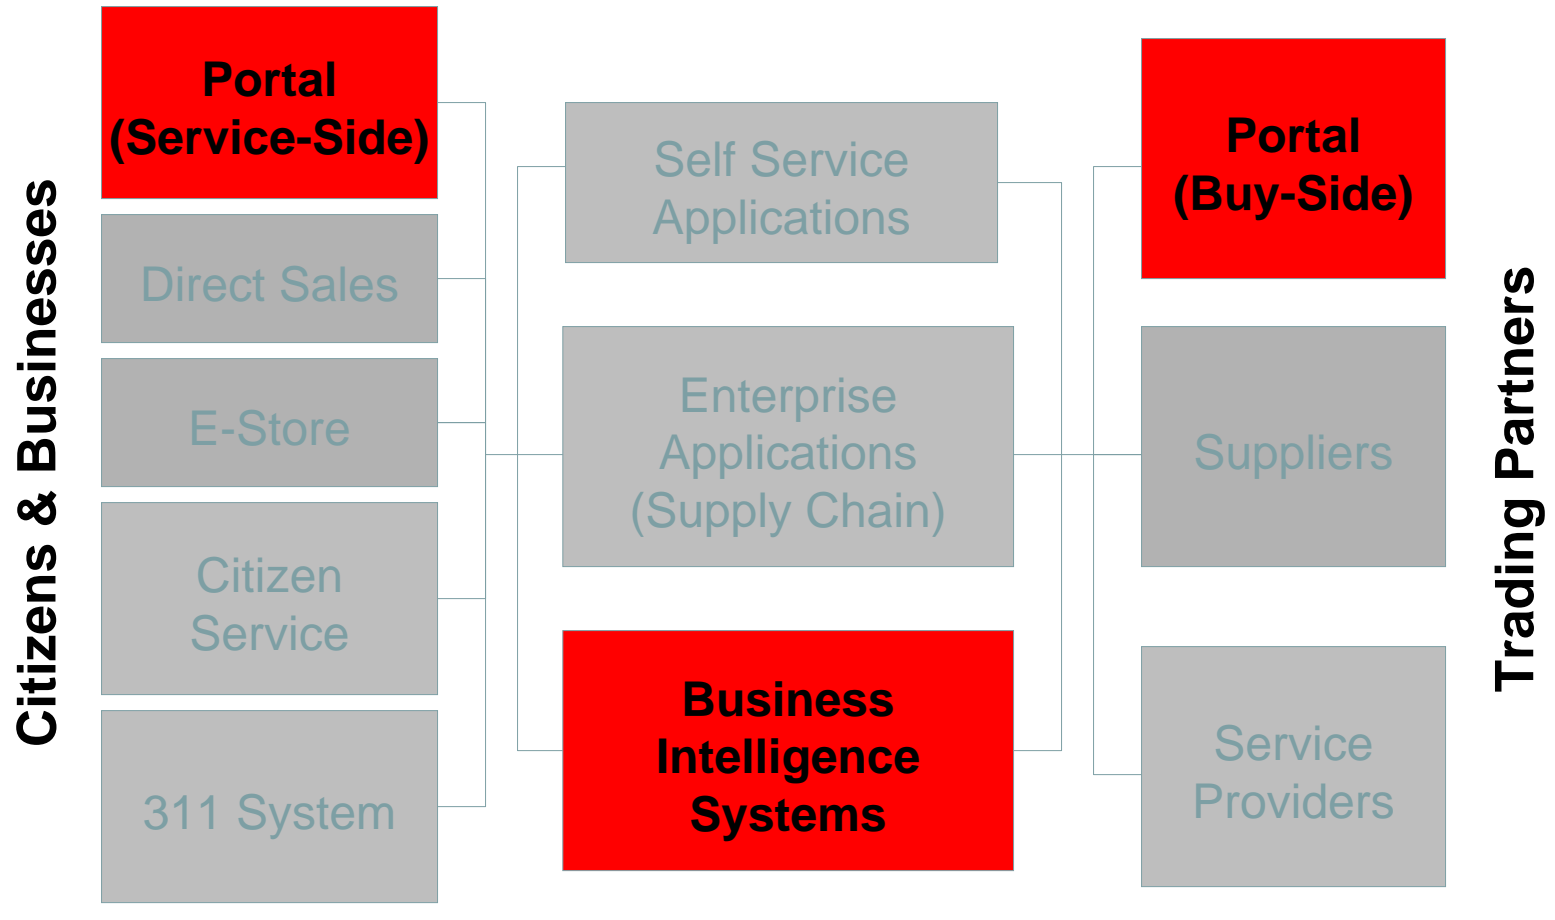 Citizens & Businesses
Portal
(Service-Side)
Direct Sales
E-Store
Citizen
Service
311 System
Self Service
Applications
Enterprise
Applications
(Supply Chain)
Business
Intelligence
Systems
Portal
(Buy-Side)
Suppliers
Service
Providers
Trading Partners